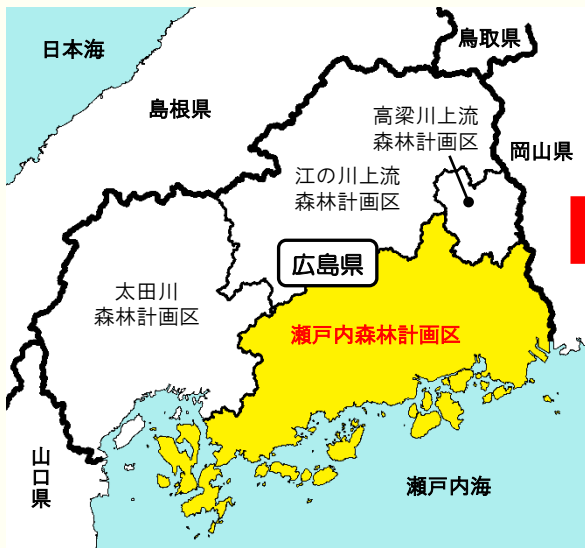 日本海
鳥取県
島根県
高梁川上流
森林計画区
岡山県
江の川上流
森林計画区
広島県
太田川
森林計画区
瀬戸内森林計画区
山口県
瀬戸内海